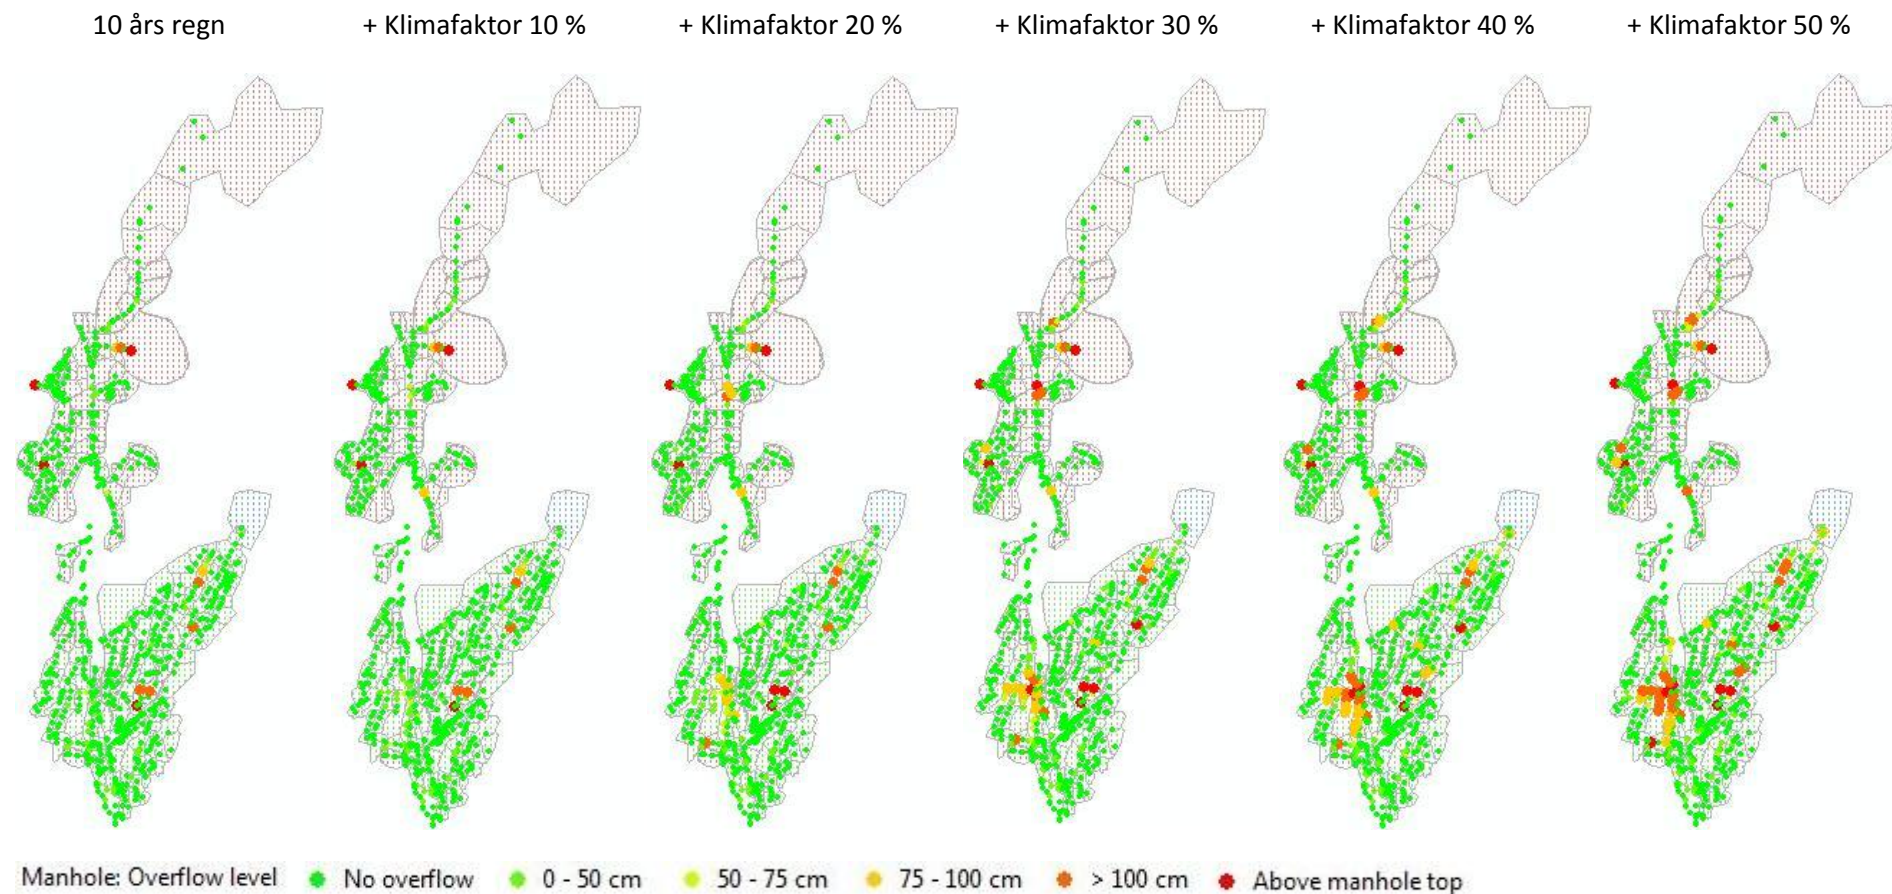 10 års regn + Klimafaktor 10 % + Klimafaktor 20 % + Klimafaktor 30 % + Klimafaktor 40 % + Klimafaktor 50 %
Manhole: Overflow level No overflow 0 - 50 cm 50 - 75 cm 75 - 100 cm > 100 cm Above manhole top